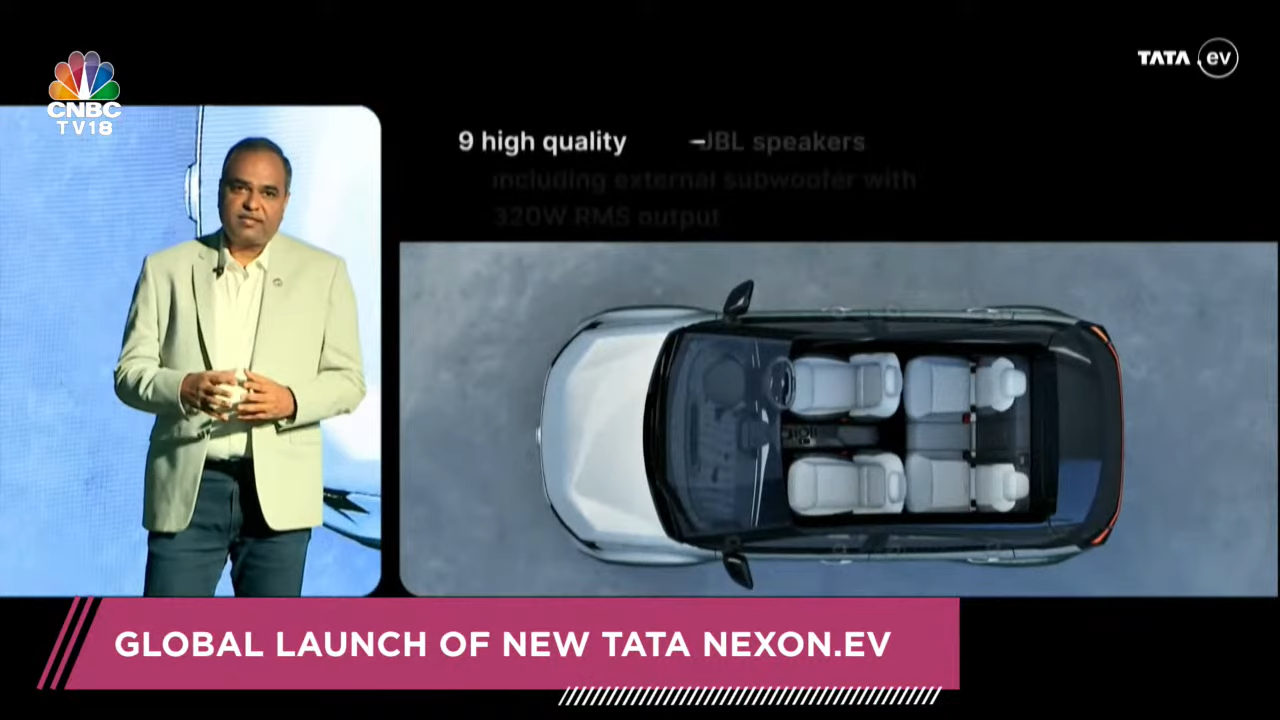 CNBC
TV18
TATA .ev
9 high quality JBL speakers
including external subwoofer with
320W RMS output
GLOBAL LAUNCH OF NEW TATA NEXON.EV